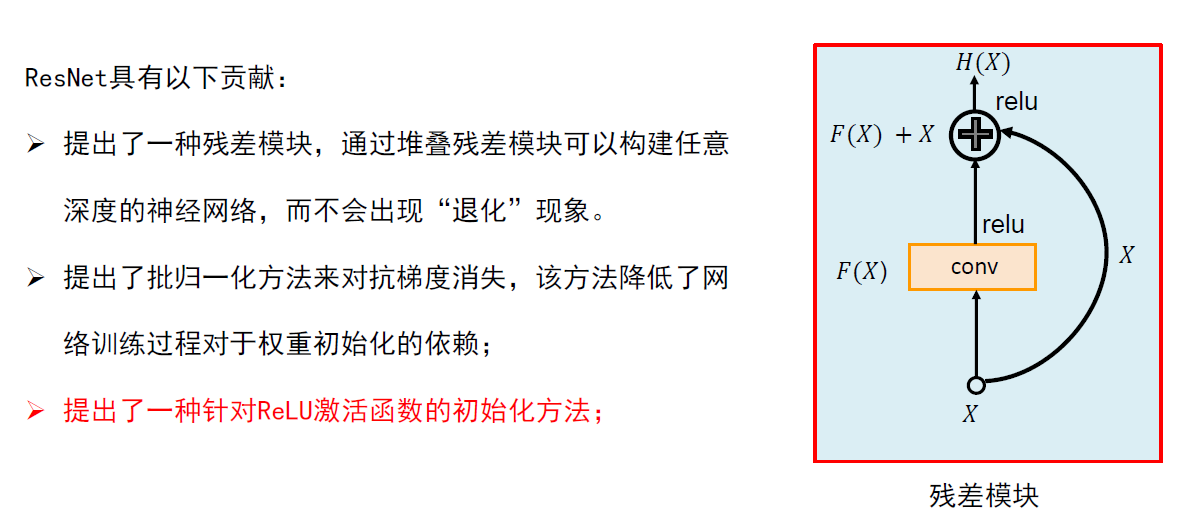 ResNet具有以下贡献：
➢ 提出了一种残差模块，通过堆叠残差模块可以构建任意
深度的神经网络，而不会出现“退化”现象。
➢ 提出了批归一化方法来对抗梯度消失，该方法降低了网
络训练过程对于权重初始化的依赖；
➢ 提出了一种针对ReLU激活函数的初始化方法；
H(X)
relu
F(X) + X
relu
F(X)
conv
X
X
残差模块